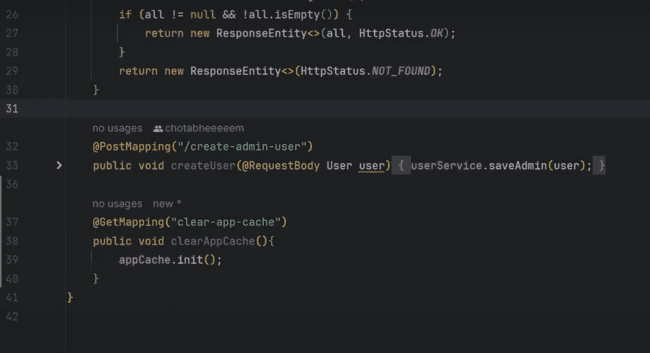 26 if (all != null && !all.isEmpty()) {
27 return new ResponseEntity<>(all, HttpStatus.OK);
28 }
29 return new ResponseEntity<>(HttpStatus.NOT_FOUND);
30 }
31
no usages chotabheeeeem
32 @PostMapping("/create-admin-user")
33 public void createUser(@RequestBody User user) { userService.saveAdmin(user); }
36
no usages new *
37 @GetMapping("clear-app-cache")
38 public void clearAppCache(){
39 appCache.init();
40 }
41 }
42